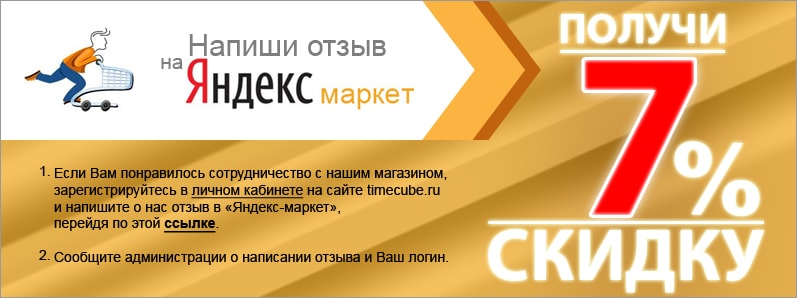 Напиши отзыв
на Яндекс маркет
ПОЛУЧИ
7%
СКИДКУ
1. Если Вам понравилось сотрудничество с нашим магазином,
зарегистрируйтесь в личном кабинете на сайте timecube.ru
и напишите о нас отзыв в «Яндекс-маркет»,
перейдя по этой ссылке.
2. Сообщите администрации о написании отзыва и Ваш логин.